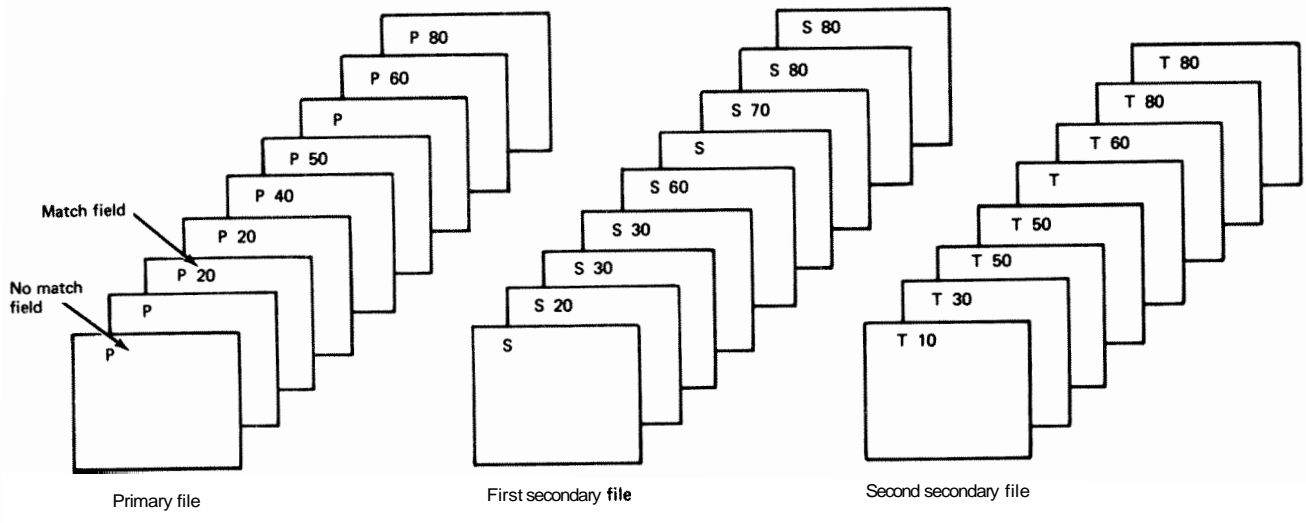 P 80
P 60
P
P 50
P 40
P 20
P 20
P
P
Match field
No match
field
Primary file
S 80
S 80
S 70
S
S 60
S 30
S 30
S 20
S
First secondary file
T 80
T 80
T 60
T
T 50
T 50
T 30
T 10
Second secondary file